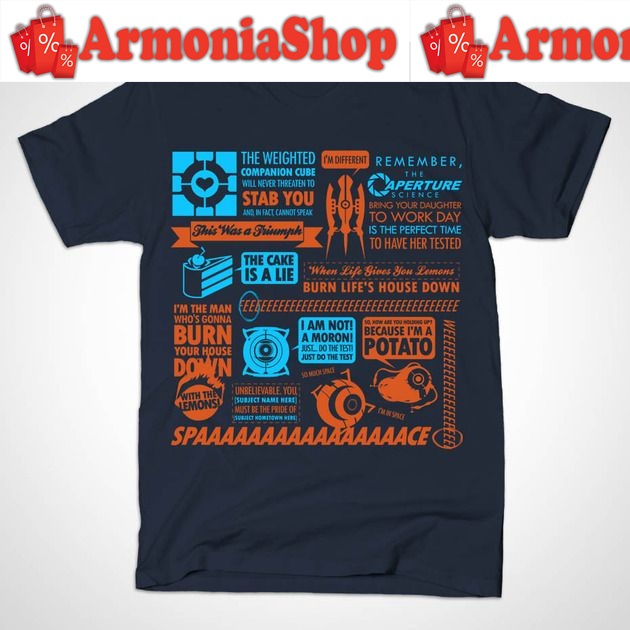 ArmoniaShop
Armon
%
%
%
%
%
%
THE WEIGHTED
COMPANION CUBE
WILL NEVER THREATEN TO
STAB YOU
AND, IN FACT, CANNOT SPEAK
I'M DIFFERENT
REMEMBER,
THE
APERTURE
SCIENCE
BRING YOUR DAUGHTER
TO WORK DAY
IS THE PERFECT TIME
TO HAVE HER TESTED
This Was a Triumph
THE CAKE
IS A LIE
When Life Gives You Lemons
BURN LIFE'S HOUSE DOWN
I'M THE MAN
WHO'S GONNA
BURN
YOUR HOUSE
DOWN
WITH THE
LEMONS!
I AM NOT!
A MORON!
JUST... DO THE TEST!
JUST DO THE TEST
SO, HOW ARE YOU HOLDING UP?
BECAUSE I'M A
POTATO
UNBELIEVABLE. YOU,
[SUBJECT NAME HERE]
MUST BE THE PRIDE OF
[SUBJECT HOMETOWN HERE]
SO MUCH SPACE
I'M IN SPACE
SPAAAAAAAAAAAAAAAAACE